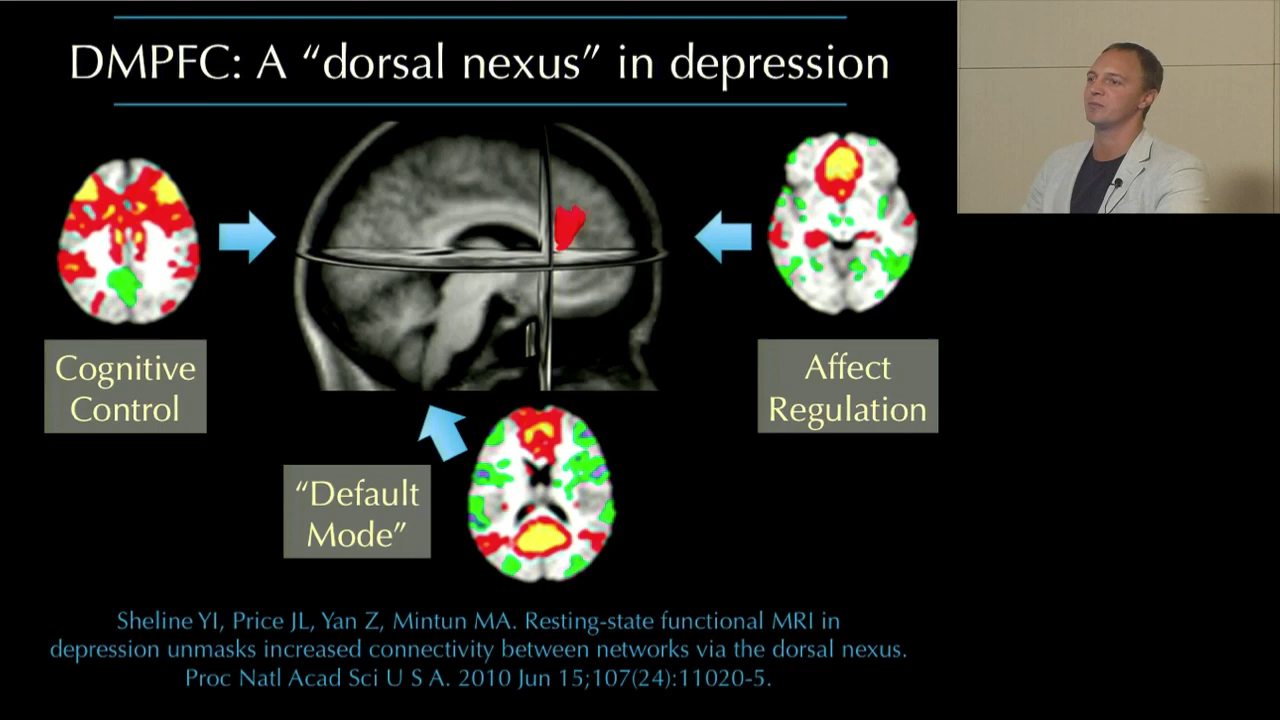 DMPFC: A “dorsal nexus” in depression
Cognitive
Control
Affect
Regulation
“Default
Mode”
Sheline YI, Price JL, Yan Z, Mintun MA. Resting-state functional MRI in
depression unmasks increased connectivity between networks via the dorsal nexus.
Proc Natl Acad Sci U S A. 2010 Jun 15;107(24):11020-5.